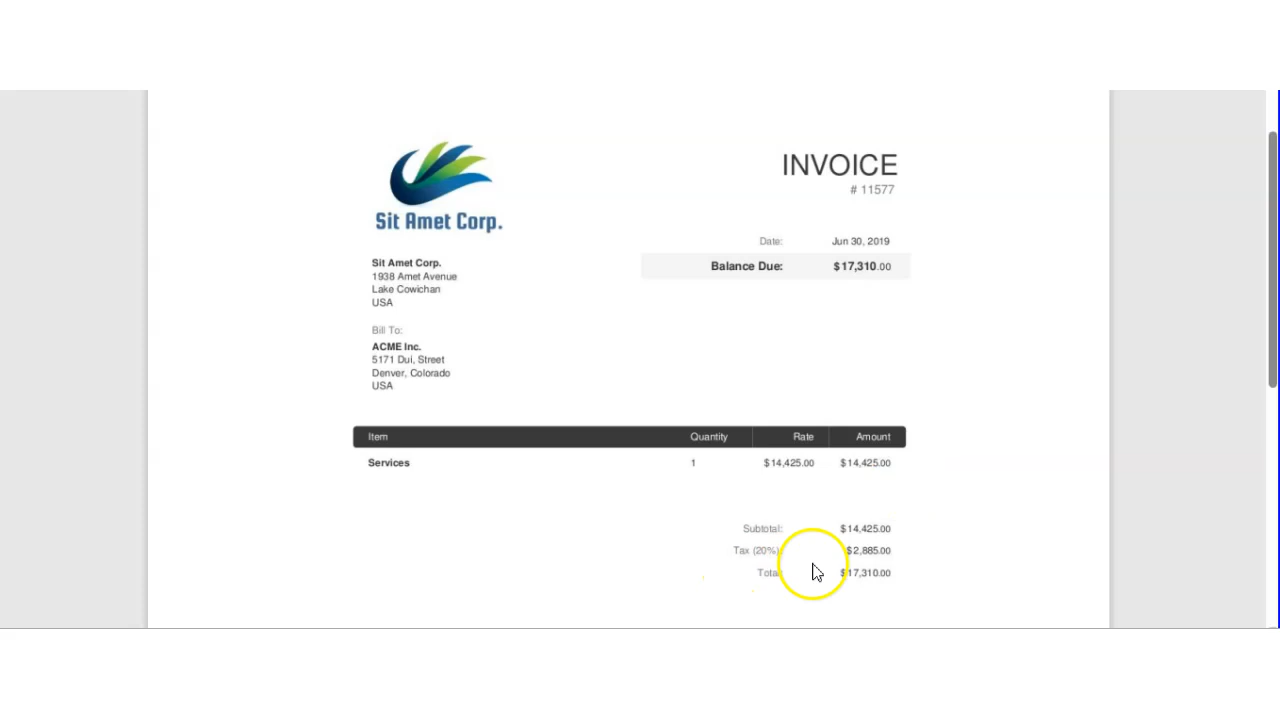 INVOICE
# 11577
Sit Amet Corp.
Date: Jun 30, 2019
Balance Due: $17,310.00
Sit Amet Corp.
1938 Amet Avenue
Lake Cowichan
USA
Bill To:
ACME Inc.
5171 Dui, Street
Denver, Colorado
USA
Item Quantity Rate Amount
Services 1 $14,425.00 $14,425.00
Subtotal: $14,425.00
Tax (20%): $2,885.00
Total: $17,310.00